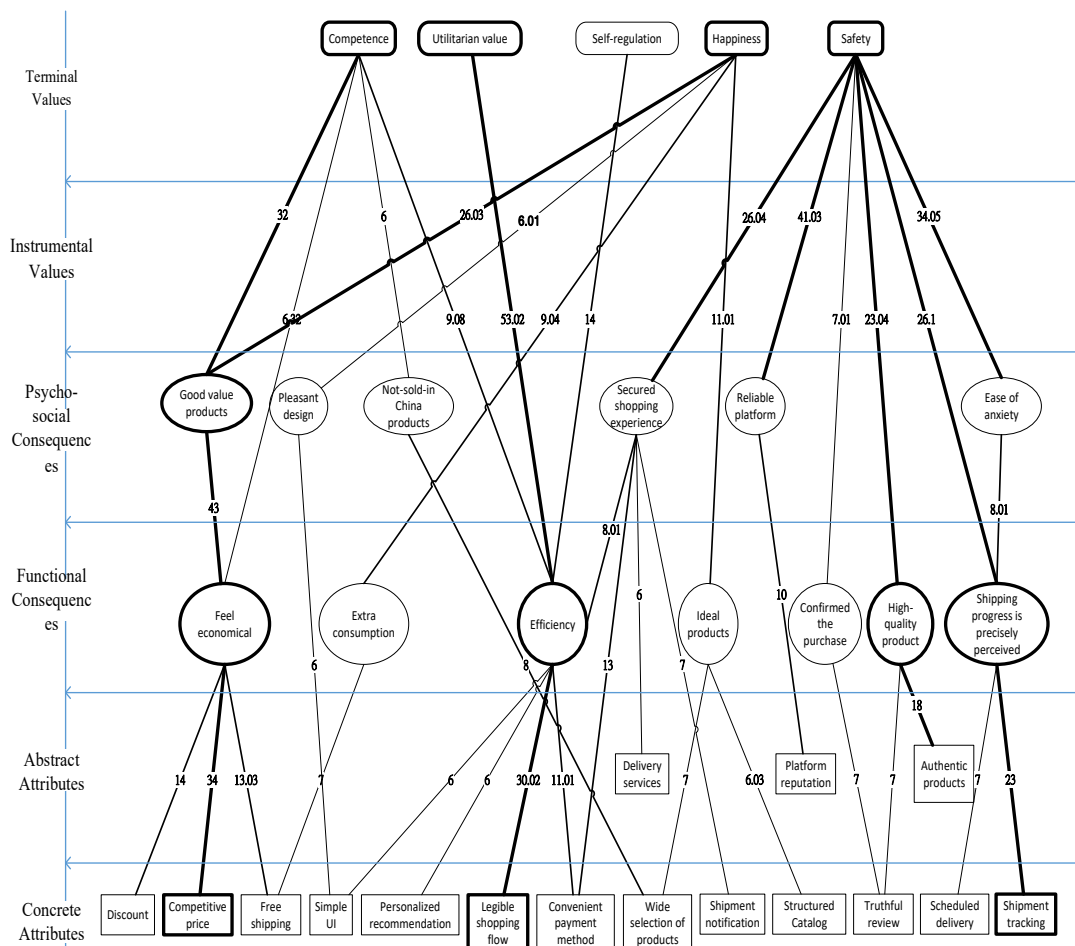 Competence
Utilitarian value
Self-regulation
Happiness
Safety
Terminal
Values
32
6
26.03
6.01
26.04
41.03
34.05
Instrumental
Values
6.32
9.08
53.02
9.04
14
11.01
7.01
23.04
26.1
Psycho-
social
Consequenc
es
Good value
products
Pleasant
design
Not-sold-in
China
products
Secured
shopping
experience
Reliable
platform
Ease of
anxiety
43
8.01
8.01
Functional
Consequenc
es
Feel
economical
Extra
consumption
Efficiency
Ideal
products
Confirmed
the
purchase
High-
quality
product
Shipping
progress is
precisely
perceived
6
10
6
8
13
7
18
Abstract
Attributes
Delivery
services
Platform
reputation
Authentic
products
14
34
13.03
7
6
6
30.02
11.01
7
6.03
7
7
7
23
Concrete
Attributes
Discount
Competitive
price
Free
shipping
Simple
UI
Personalized
recommendation
Legible
shopping
flow
Convenient
payment
method
Wide
selection of
products
Shipment
notification
Structured
Catalog
Truthful
review
Scheduled
delivery
Shipment
tracking